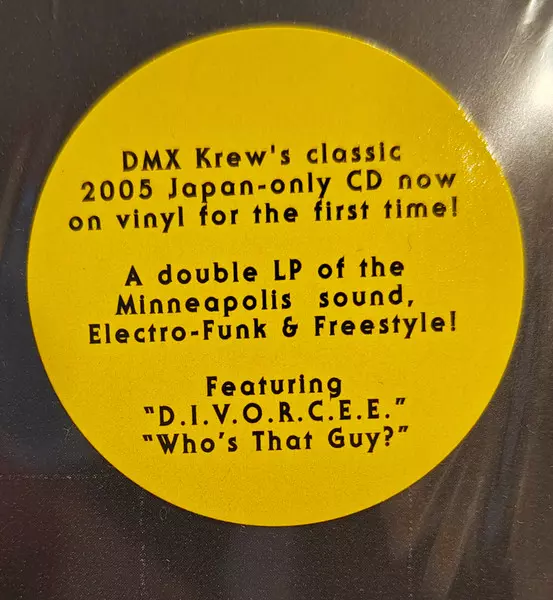 DMX Krew's classic
2005 Japan-only CD now
on vinyl for the first time!
A double LP of the
Minneapolis sound,
Electro-Funk & Freestyle!
Featuring
"D.I.V.O.R.C.E.E."
"Who's That Guy?"